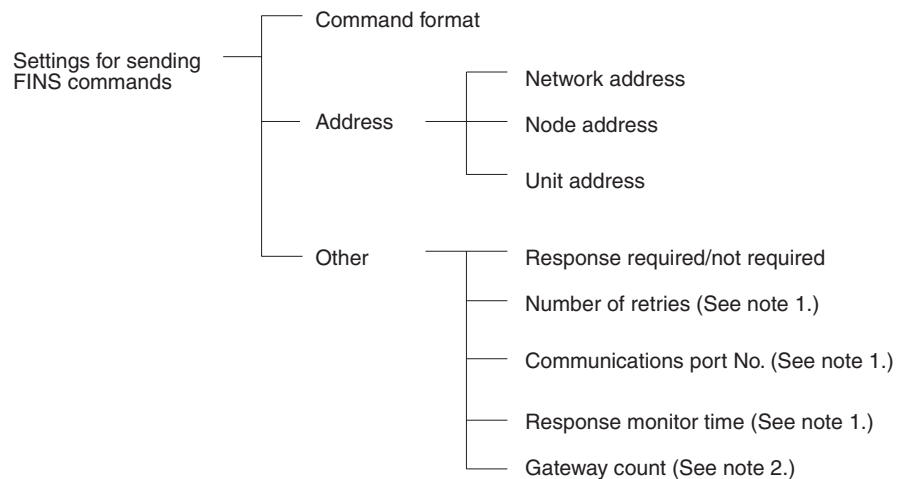 Settings for sending
FINS commands
Command format
Address
Network address
Node address
Unit address
Other
Response required/not required
Number of retries (See note 1.)
Communications port No. (See note 1.)
Response monitor time (See note 1.)
Gateway count (See note 2.)